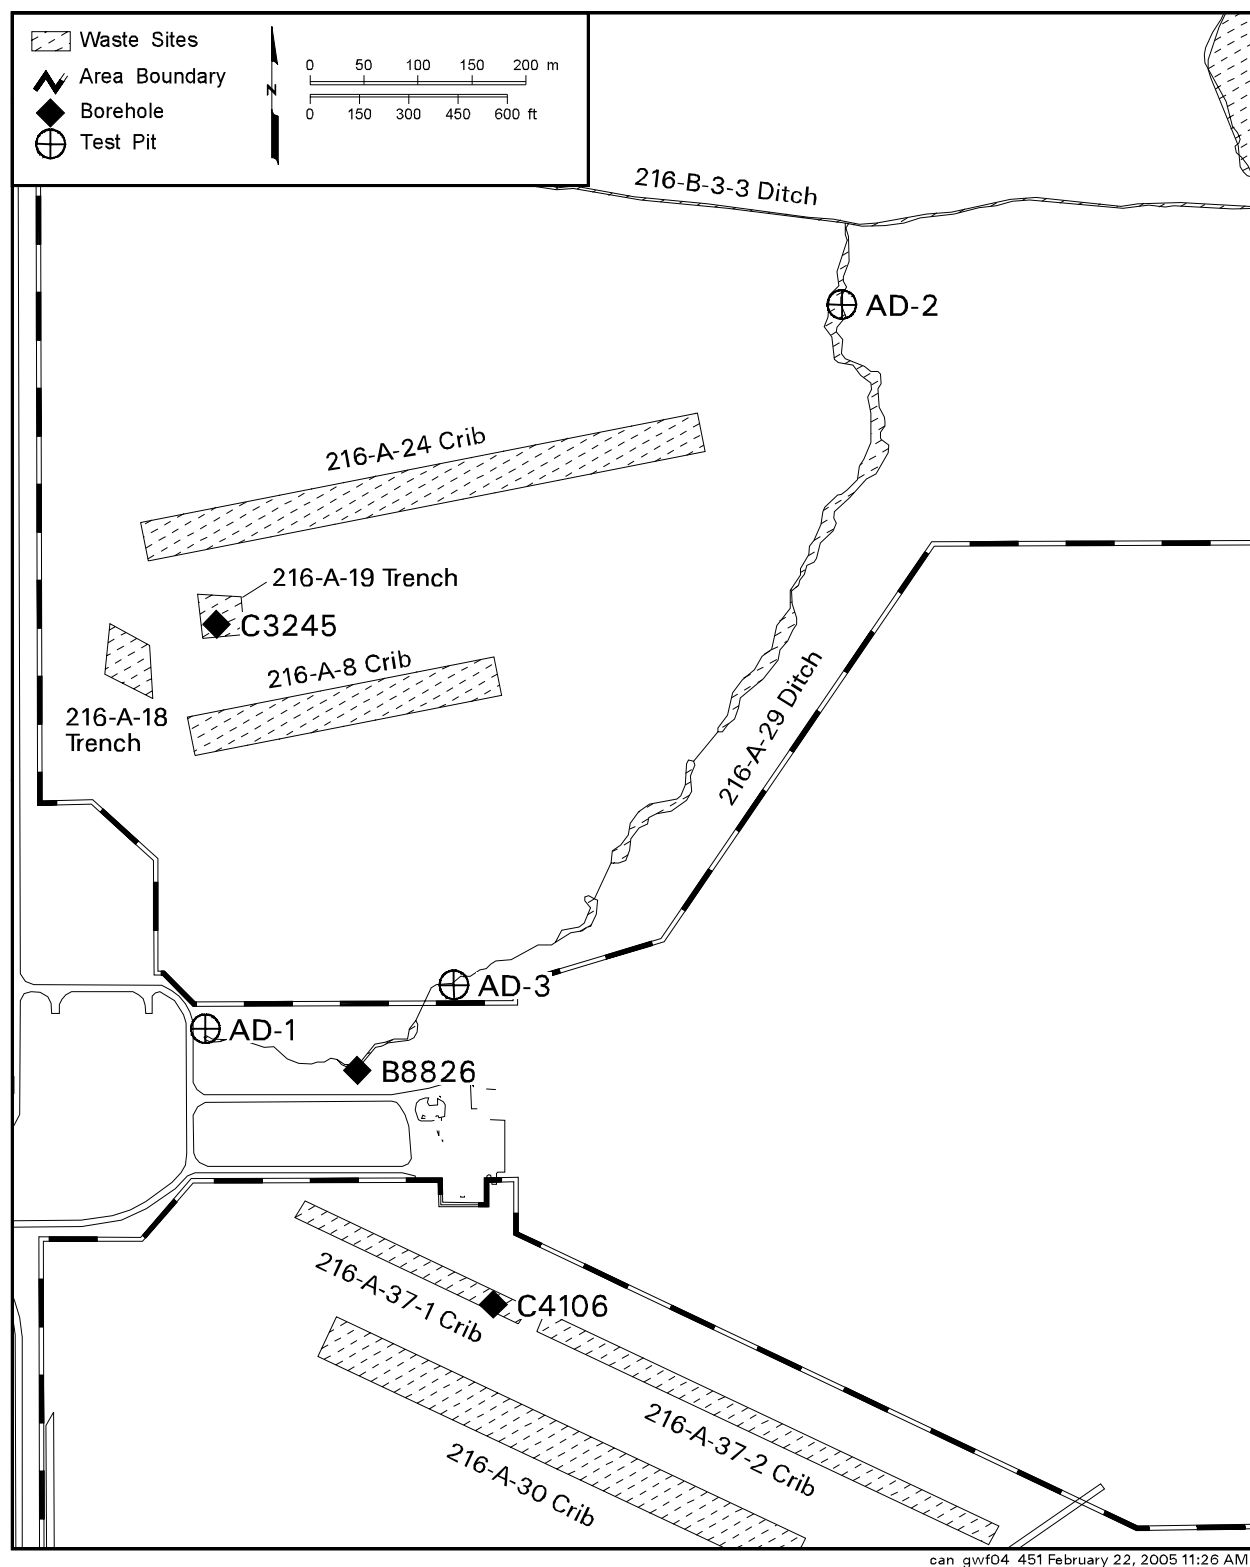 Waste Sites
Area Boundary
Borehole
Test Pit
N
0 50 100 150 200 m
0 150 300 450 600 ft
216-B-3-3 Ditch
AD-2
216-A-24 Crib
216-A-19 Trench
C3245
216-A-8 Crib
216-A-18
Trench
216-A-29 Ditch
AD-3
AD-1
B8826
C4106
216-A-37-1 Crib
216-A-37-2 Crib
216-A-30 Crib
can_gwf04_451 February 22, 2005 11:26 AM